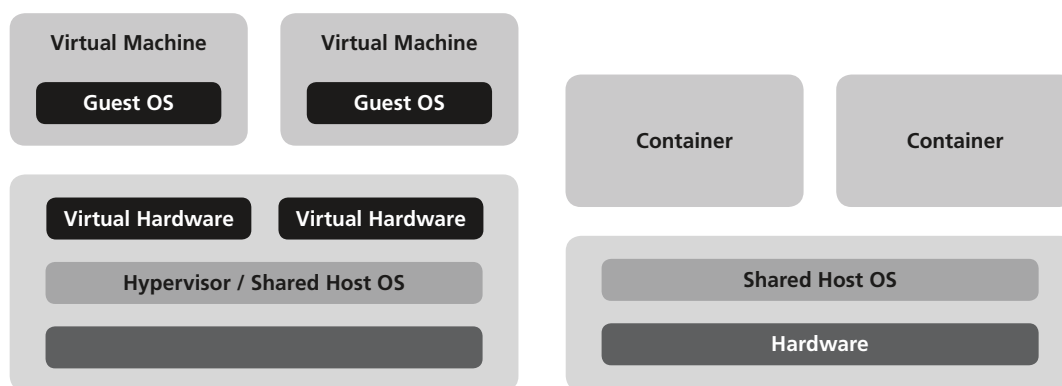 Virtual Machine
Guest OS
Virtual Machine
Guest OS
Virtual Hardware
Virtual Hardware
Hypervisor / Shared Host OS
Container
Container
Shared Host OS
Hardware